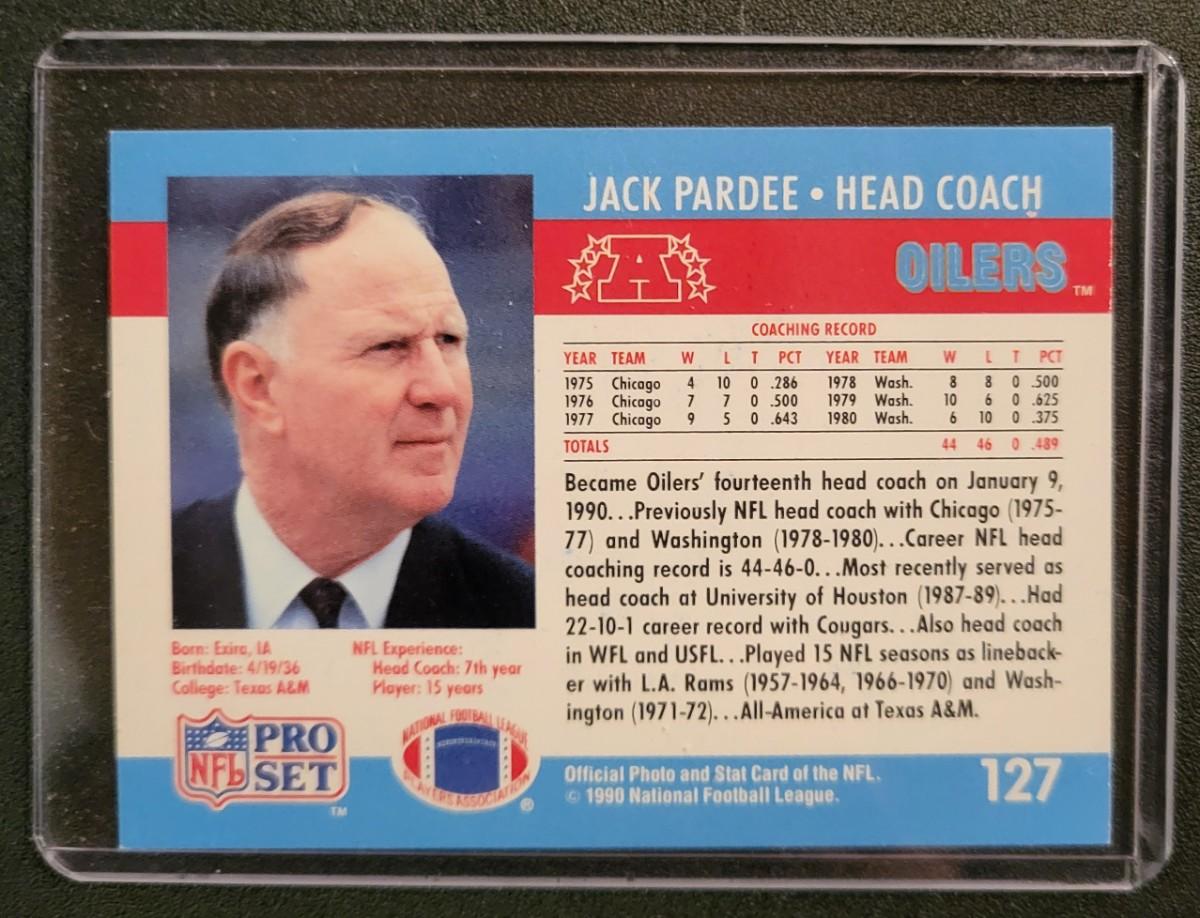 JACK PARDEE • HEAD COACH
A
OILERS TM
COACHING RECORD
YEAR TEAM W L T PCT YEAR TEAM W L T PCT
1975 Chicago 4 10 0 .286 1978 Wash. 8 8 0 .500
1976 Chicago 7 7 0 .500 1979 Wash. 10 6 0 .625
1977 Chicago 9 5 0 .643 1980 Wash. 6 10 0 .375
TOTALS 44 46 0 .489
Became Oilers' fourteenth head coach on January 9,
1990...Previously NFL head coach with Chicago (1975-
77) and Washington (1978-1980)...Career NFL head
coaching record is 44-46-0...Most recently served as
head coach at University of Houston (1987-89)...Had
22-10-1 career record with Cougars...Also head coach
in WFL and USFL...Played 15 NFL seasons as lineback-
er with L.A. Rams (1957-1964, 1966-1970) and Wash-
ington (1971-72)...All-America at Texas A&M.
Born: Exira, IA
Birthdate: 4/19/36
College: Texas A&M
NFL Experience:
Head Coach: 7th year
Player: 15 years
NFL PRO SET TM
NATIONAL FOOTBALL LEAGUE
PLAYERS ASSOCIATION ®
Official Photo and Stat Card of the NFL.
© 1990 National Football League.
127